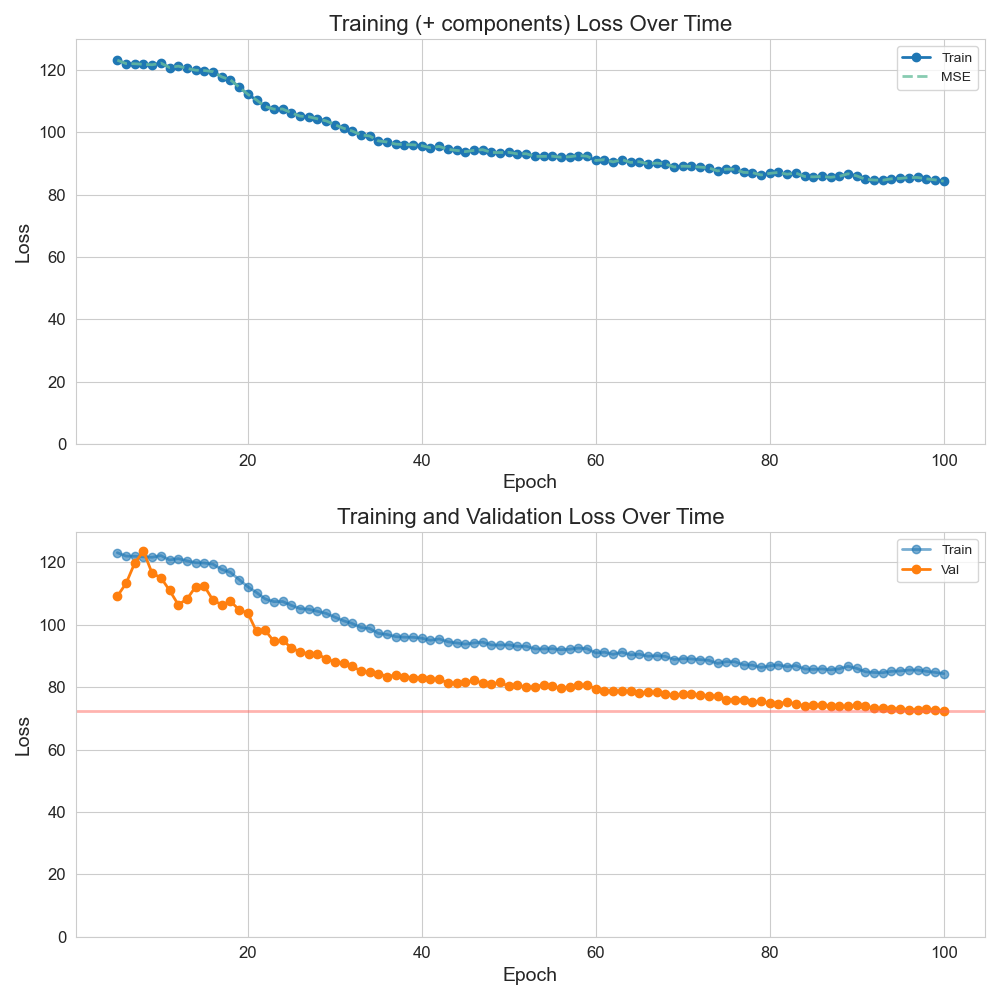 Training (+ components) Loss Over Time
Train
MSE
120
100
80
60
40
20
0
Loss
20 40 60 80 100
Epoch
Training and Validation Loss Over Time
Train
Val
120
100
80
60
40
20
0
Loss
20 40 60 80 100
Epoch